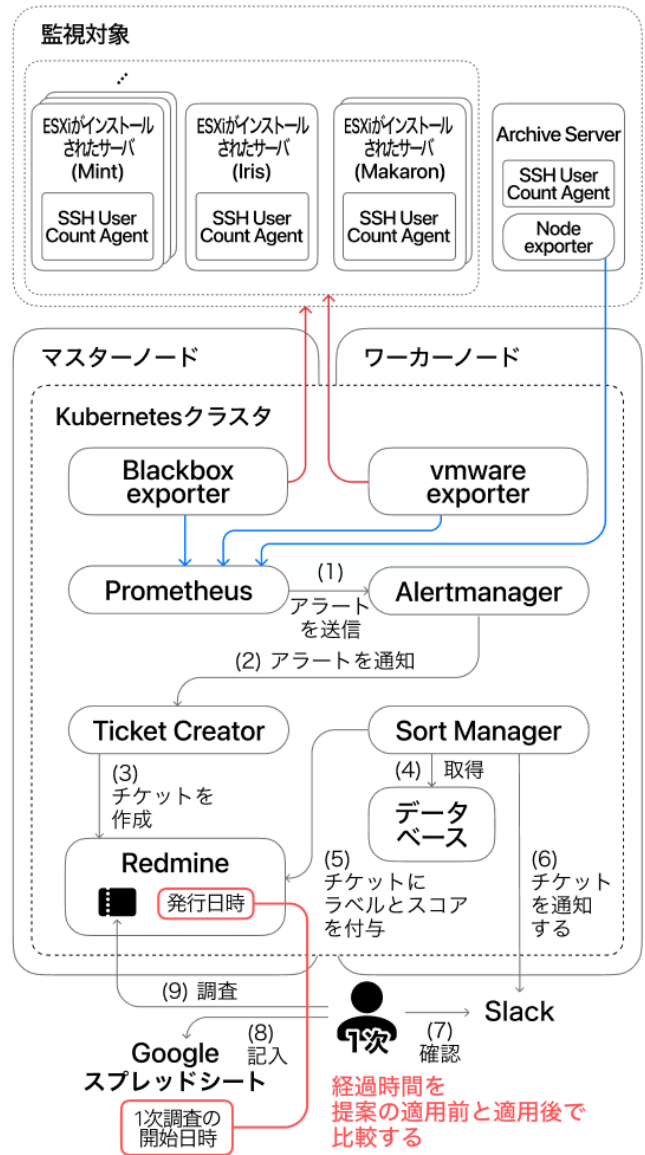 監視対象
ESXiがインストール
されたサーバ
(Mint)
SSH User
Count Agent
ESXiがインストール
されたサーバ
(Iris)
SSH User
Count Agent
ESXiがインストール
されたサーバ
(Makaron)
SSH User
Count Agent
Archive Server
SSH User
Count Agent
Node
exporter
マスターノード
ワーカーノード
Kubernetesクラスタ
Blackbox
exporter
vmware
exporter
Prometheus
(1)
アラート
を送信
Alertmanager
(2) アラートを通知
Ticket Creator
Sort Manager
(3)
チケットを
作成
(4) 取得
データ
ベース
Redmine
発行日時
(5)
チケットに
ラベルとスコア
を付与
(6)
チケット
を通知
する
(9) 調査
1次
(7)
確認
Slack
(8)
記入
Google
スプレッドシート
1次調査の
開始日時
経過時間を
提案の適用前と適用後で
比較する